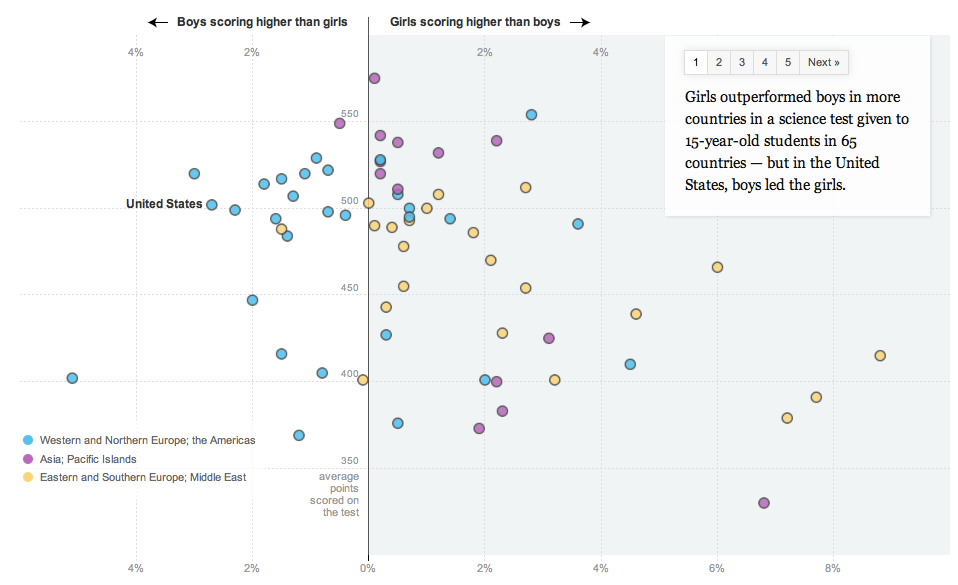 Boys scoring higher than girls
Girls scoring higher than boys
4%
2%
2%
4%
1 2 3 4 5 Next »
Girls outperformed boys in more
countries in a science test given to
15-year-old students in 65
countries — but in the United
States, boys led the girls.
550
United States
500
450
400
350
average
points
scored on
the test
Western and Northern Europe; the Americas
Asia; Pacific Islands
Eastern and Southern Europe; Middle East
4%
2%
0%
2%
4%
6%
8%